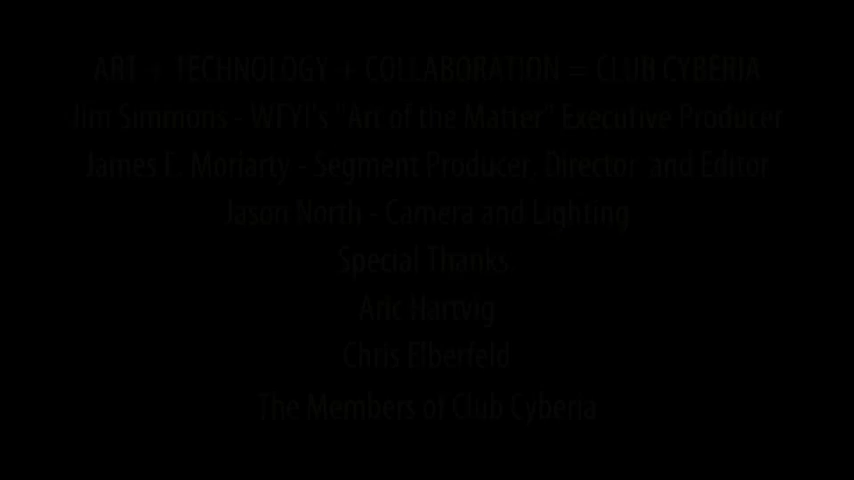 ART + TECHNOLOGY + COLLABORATION = CLUB CYBERIA
Jim Simmons - WFYI's "Art of the Matter" Executive Producer
James F. Moriarty - Segment Producer, Director, and Editor
Jason North - Camera and Lighting
Special Thanks
Aric Hartvig
Chris Elberfeld
The Members of Club Cyberia